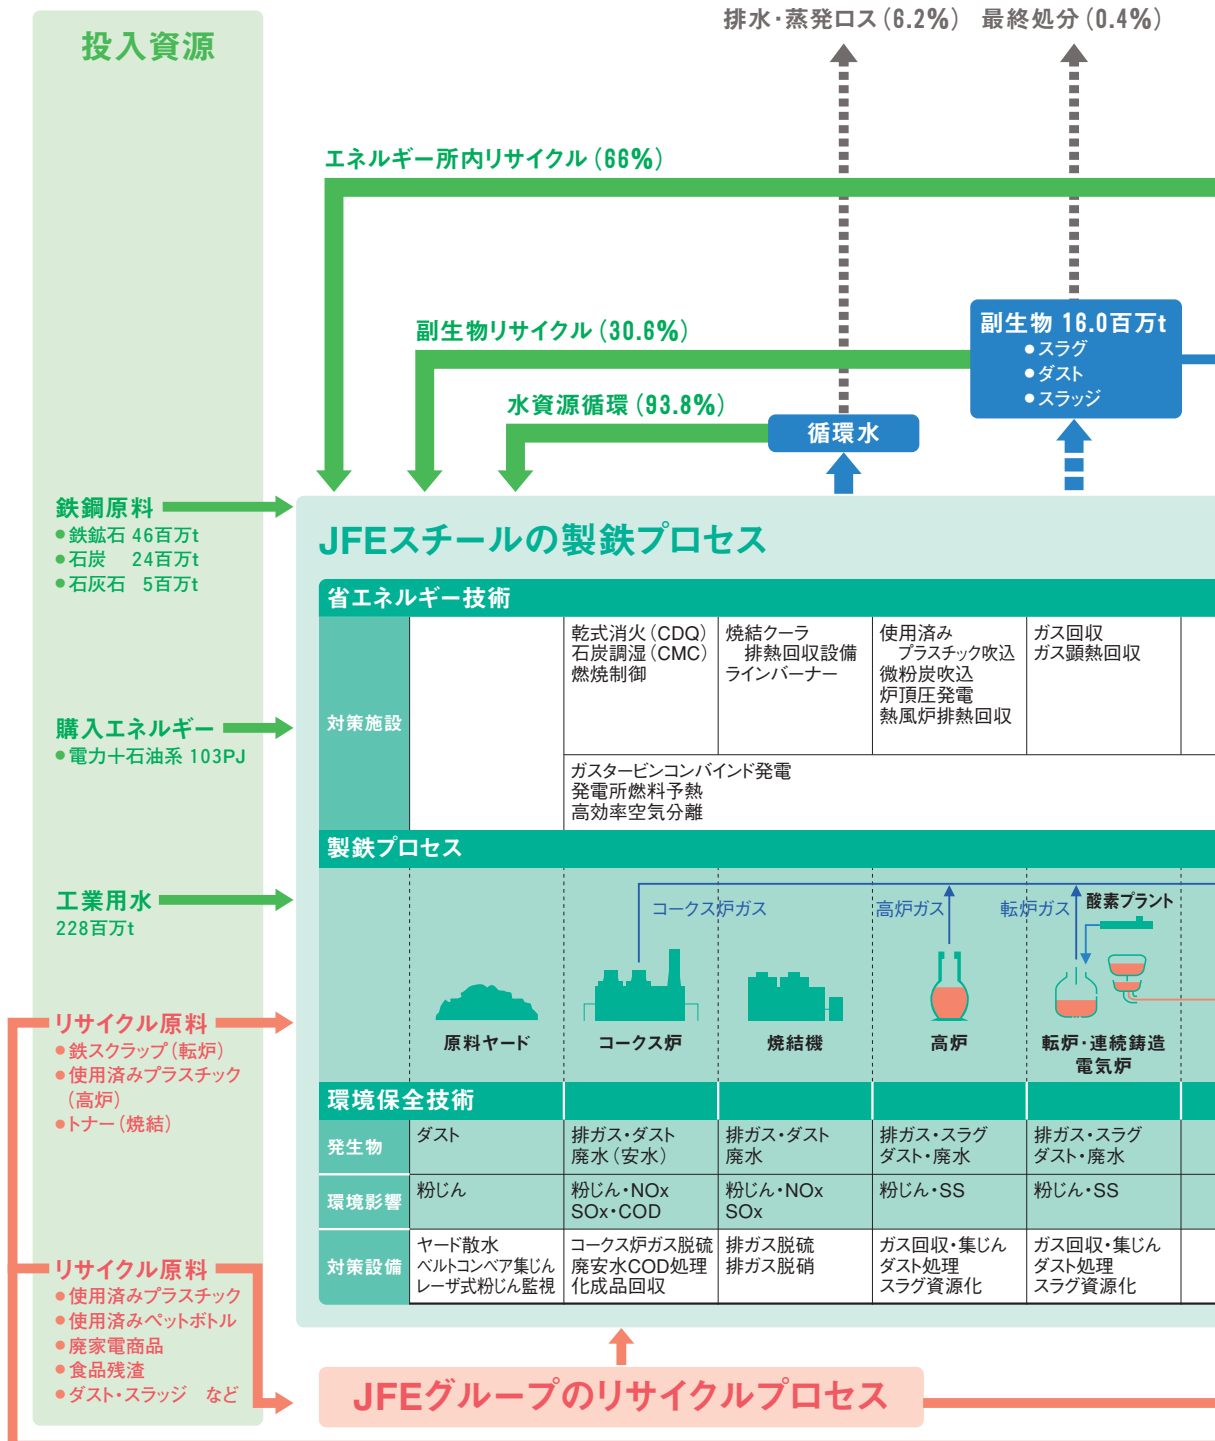 投入資源
排水・蒸発ロス(6.2%)
最終処分(0.4%)
エネルギー所内リサイクル(66%)
副生物リサイクル(30.6%)
副生物 16.0百万t
●スラグ
●ダスト
●スラッジ
水資源循環(93.8%)
循環水
鉄鋼原料
●鉄鉱石 46百万t
●石炭 24百万t
●石灰石 5百万t
購入エネルギー
●電力＋石油系 103PJ
工業用水
228百万t
リサイクル原料
●鉄スクラップ(転炉)
●使用済みプラスチック
(高炉)
●トナー(焼結)
リサイクル原料
●使用済みプラスチック
●使用済みペットボトル
●廃家電商品
●食品残渣
●ダスト・スラッジ など
JFEスチールの製鉄プロセス
省エネルギー技術
対策施設
乾式消火(CDQ)
石炭調湿(CMC)
燃焼制御
焼結クーラ
排熱回収設備
ラインバーナー
使用済み
プラスチック吹込
微粉炭吹込
炉頂圧発電
熱風炉排熱回収
ガス回収
ガス顕熱回収
ガスタービンコンバインド発電
発電所燃料予熱
高効率空気分離
製鉄プロセス
コークス炉ガス
高炉ガス
転炉ガス
酸素プラント
原料ヤード
コークス炉
焼結機
高炉
転炉・連続鋳造
電気炉
環境保全技術
発生物
ダスト
排ガス・ダスト
廃水(安水)
排ガス・ダスト
廃水
排ガス・スラグ
ダスト・廃水
排ガス・スラグ
ダスト・廃水
環境影響
粉じん
粉じん・NOx
SOx・COD
粉じん・NOx
SOx
粉じん・SS
粉じん・SS
対策設備
ヤード散水
ベルトコンベア集じん
レーザ式粉じん監視
コークス炉ガス脱硫
廃安水COD処理
化成品回収
排ガス脱硫
排ガス脱硝
ガス回収・集じん
ダスト処理
スラグ資源化
ガス回収・集じん
ダスト処理
スラグ資源化
JFEグループのリサイクルプロセス